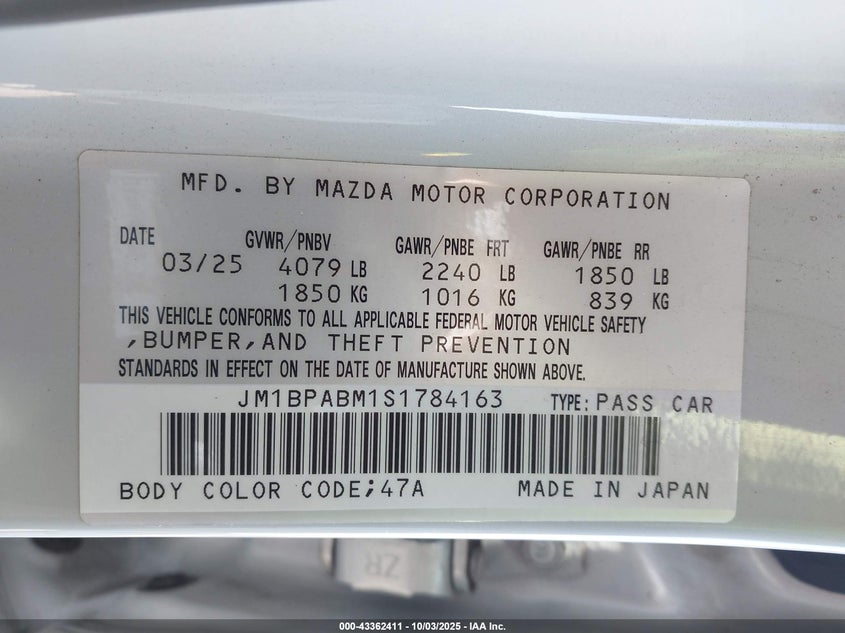 MFD. BY MAZDA MOTOR CORPORATION
DATE GVWR/PNBV GAWR/PNBE FRT GAWR/PNBE RR
03/25 4079 LB 2240 LB 1850 LB
1850 KG 1016 KG 839 KG
THIS VEHICLE CONFORMS TO ALL APPLICABLE FEDERAL MOTOR VEHICLE SAFETY
,BUMPER,AND THEFT PREVENTION
STANDARDS IN EFFECT ON THE DATE OF MANUFACTURE SHOWN ABOVE.
JM1BPABM1S1784163 TYPE: PASS CAR
BODY COLOR CODE;47A MADE IN JAPAN
ZR
000-43362411 - 10/03/2025 - IAA Inc.